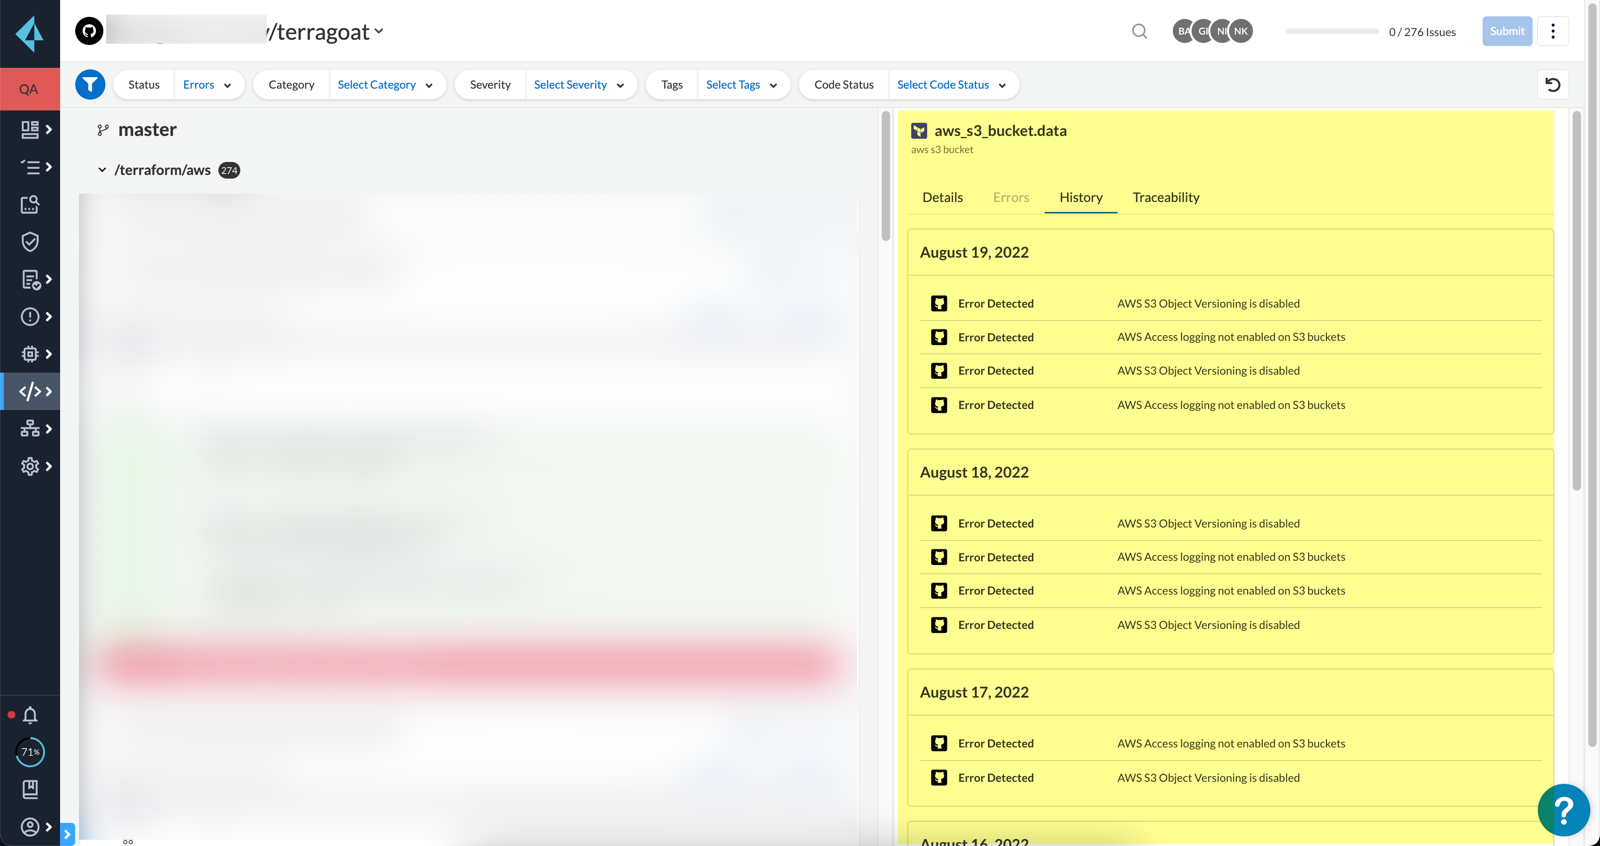 /terragoat
BA
GI
NI
NK
0 / 276 Issues
Submit
QA
Status Errors
Category Select Category
Severity Select Severity
Tags Select Tags
Code Status Select Code Status
master
/terraform/aws 274
aws_s3_bucket.data
aws s3 bucket
Details Errors History Traceability
August 19, 2022
Error Detected AWS S3 Object Versioning is disabled
Error Detected AWS Access logging not enabled on S3 buckets
Error Detected AWS S3 Object Versioning is disabled
Error Detected AWS Access logging not enabled on S3 buckets
August 18, 2022
Error Detected AWS S3 Object Versioning is disabled
Error Detected AWS Access logging not enabled on S3 buckets
Error Detected AWS Access logging not enabled on S3 buckets
Error Detected AWS S3 Object Versioning is disabled
August 17, 2022
Error Detected AWS Access logging not enabled on S3 buckets
Error Detected AWS S3 Object Versioning is disabled
August 16, 2022
71%
?